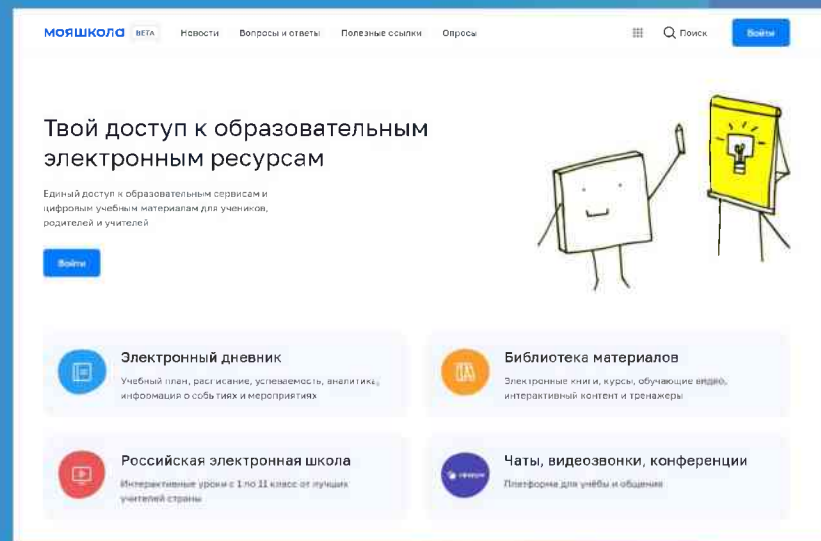 мояшкола BETA Новости Вопросы и ответы Полезные ссылки Опросы Поиск Войти
Твой доступ к образовательным
электронным ресурсам
Единый доступ к образовательным сервисам и
цифровым учебным материалам для учеников,
родителей и учителей
Войти
Электронный дневник
Учебный план, расписание, успеваемость, аналитика,
информация о событиях и мероприятиях
Библиотека материалов
Электронные книги, курсы, обучающие видео,
интерактивный контент и тренажеры
Российская электронная школа
Интерактивные уроки с 1 по 11 класс от лучших
учителей страны
Чаты, видеозвонки, конференции
Платформа для учёбы и общения